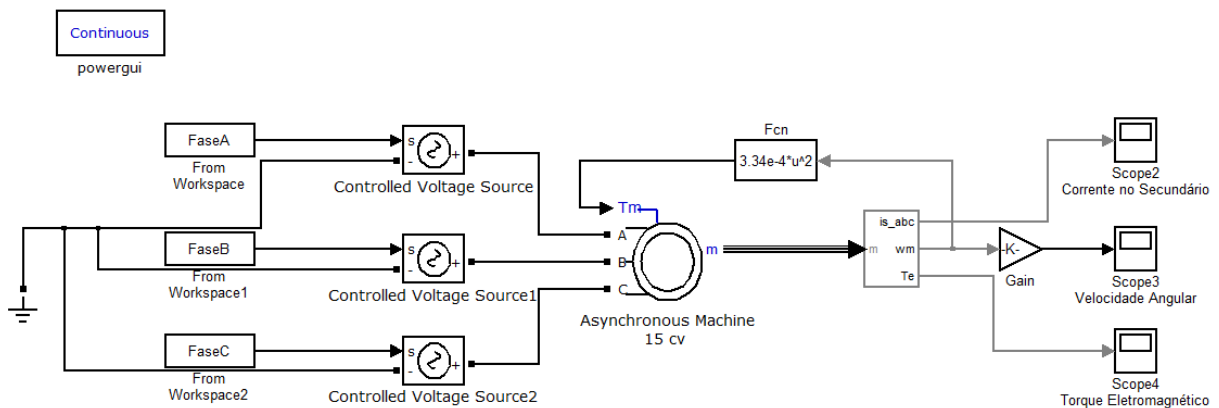 Continuous
powergui
FaseA
From
Workspace
s
-
+
Controlled Voltage Source
FaseB
From
Workspace1
s
-
+
Controlled Voltage Source1
FaseC
From
Workspace2
s
-
+
Controlled Voltage Source2
Tm
A
B
C
m
Asynchronous Machine
15 cv
Fcn
3.34e-4*u^2
m
is_abc
wm
Te
-K-
Gain
Scope2
Corrente no Secundário
Scope3
Velocidade Angular
Scope4
Torque Eletromagnético